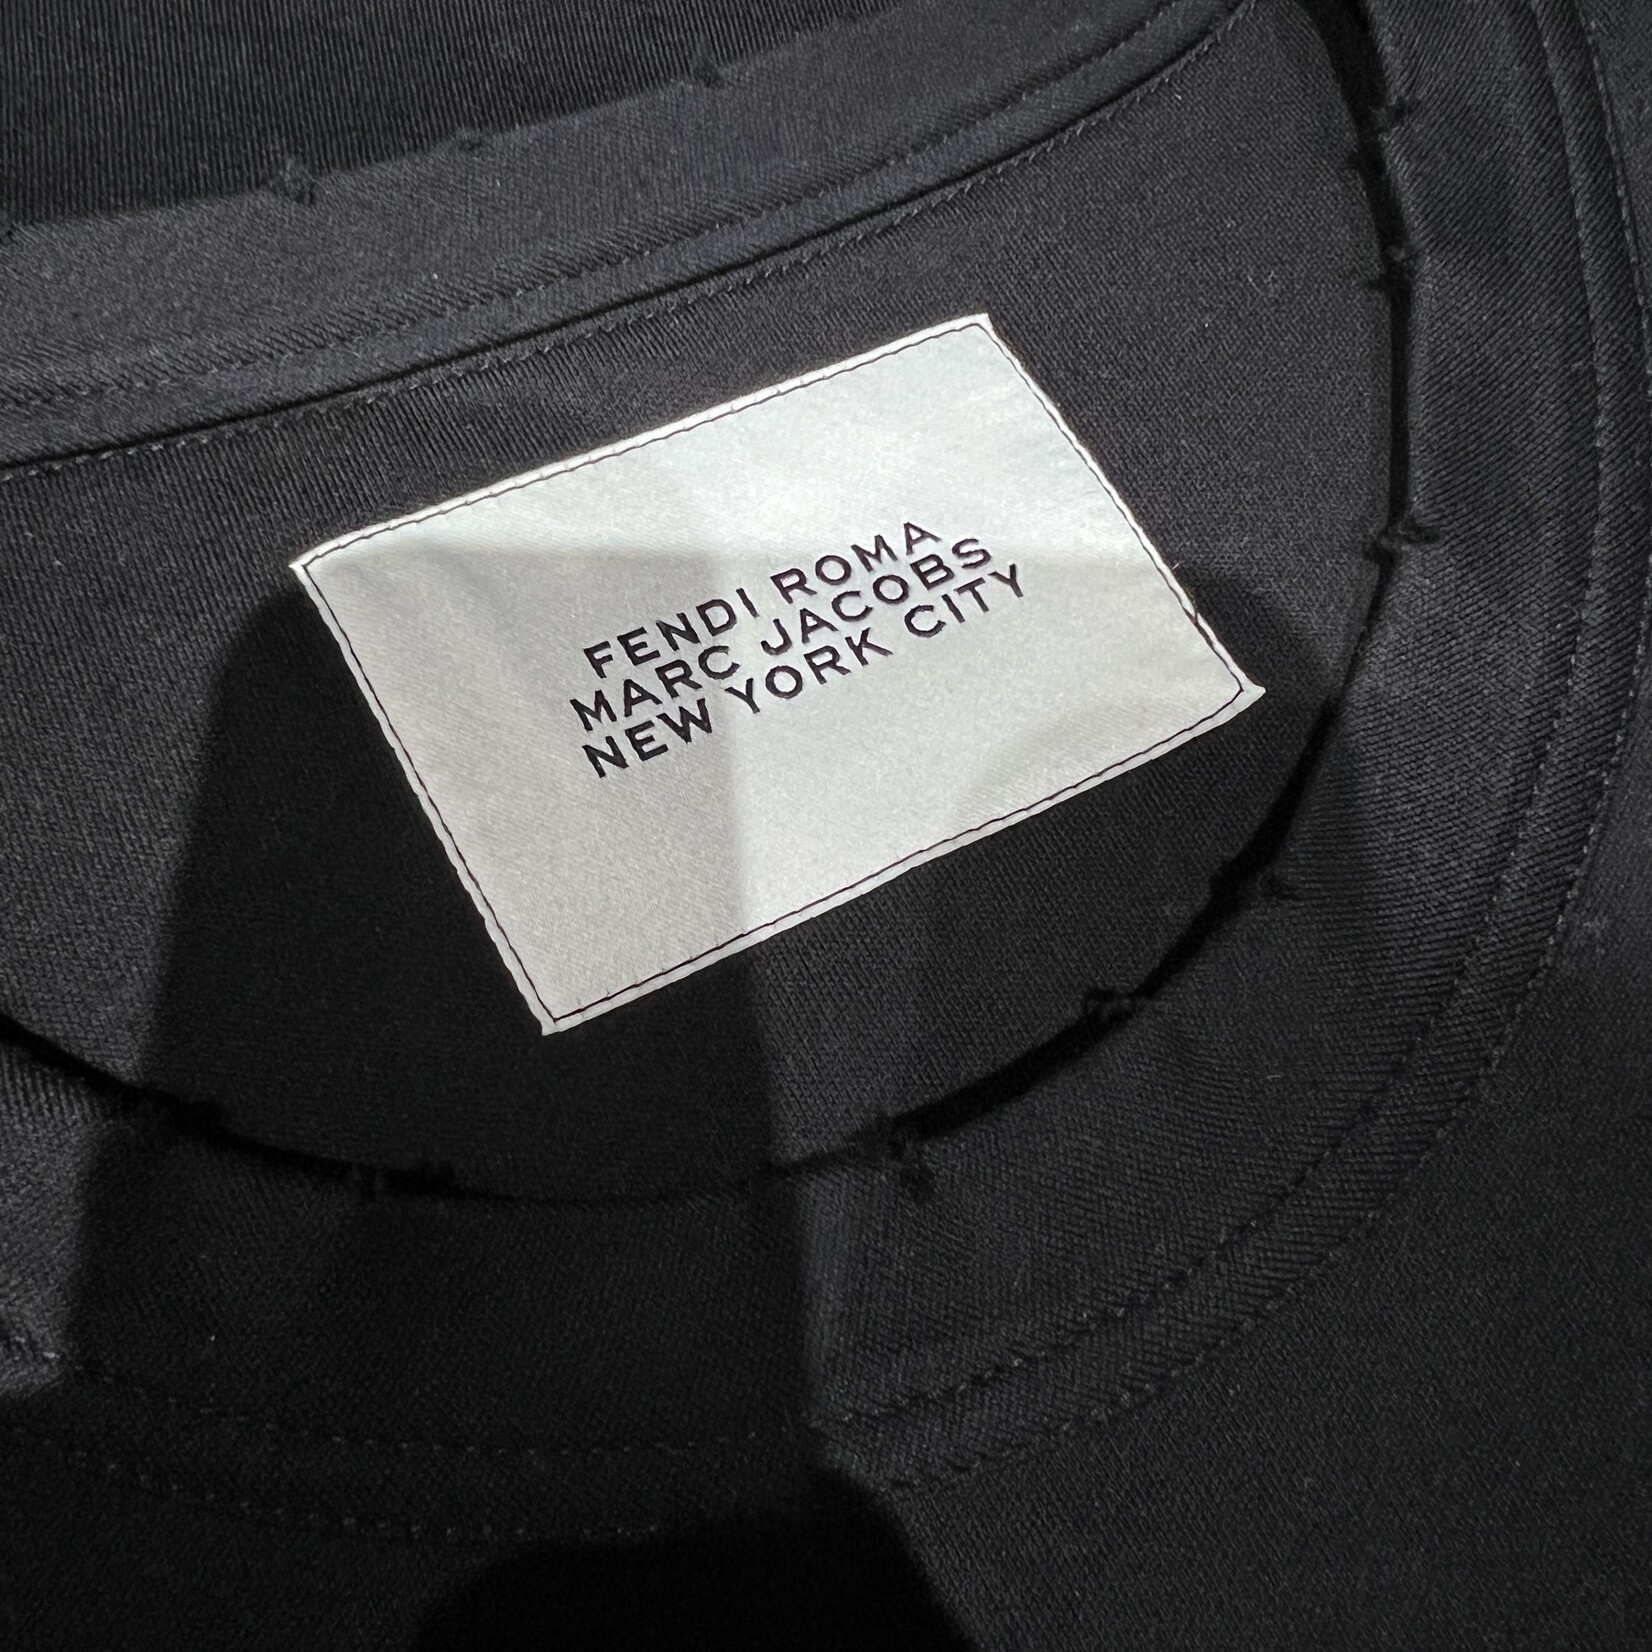 FENDI ROMA
MARC JACOBS
NEW YORK CITY